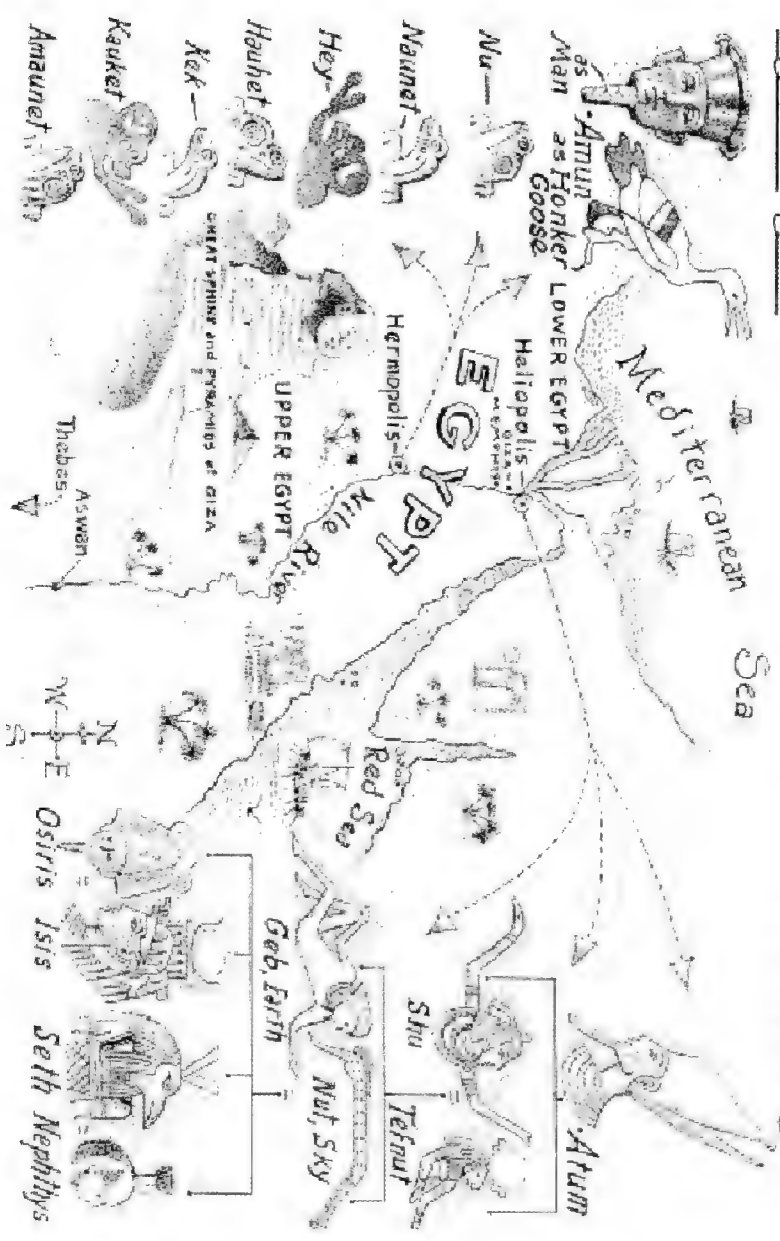 Mediterranean
Sea
Amun
as Man
as Honker Goose
LOWER EGYPT
Heliopolis
GIZA
MEMPHIS
EGYPT
Nu
Naunet
Hey
Hauhet
Kek
Kauket
Amaunet
Hermopolis
Nile River
UPPER EGYPT
GREAT SPHINX and PYRAMIDS of GIZA
Thebes
Aswan
Red Sea
N
W E
S
Atum
Shu
Tefnut
Geb, Earth
Nut, Sky
Osiris
Isis
Seth
Nephthys